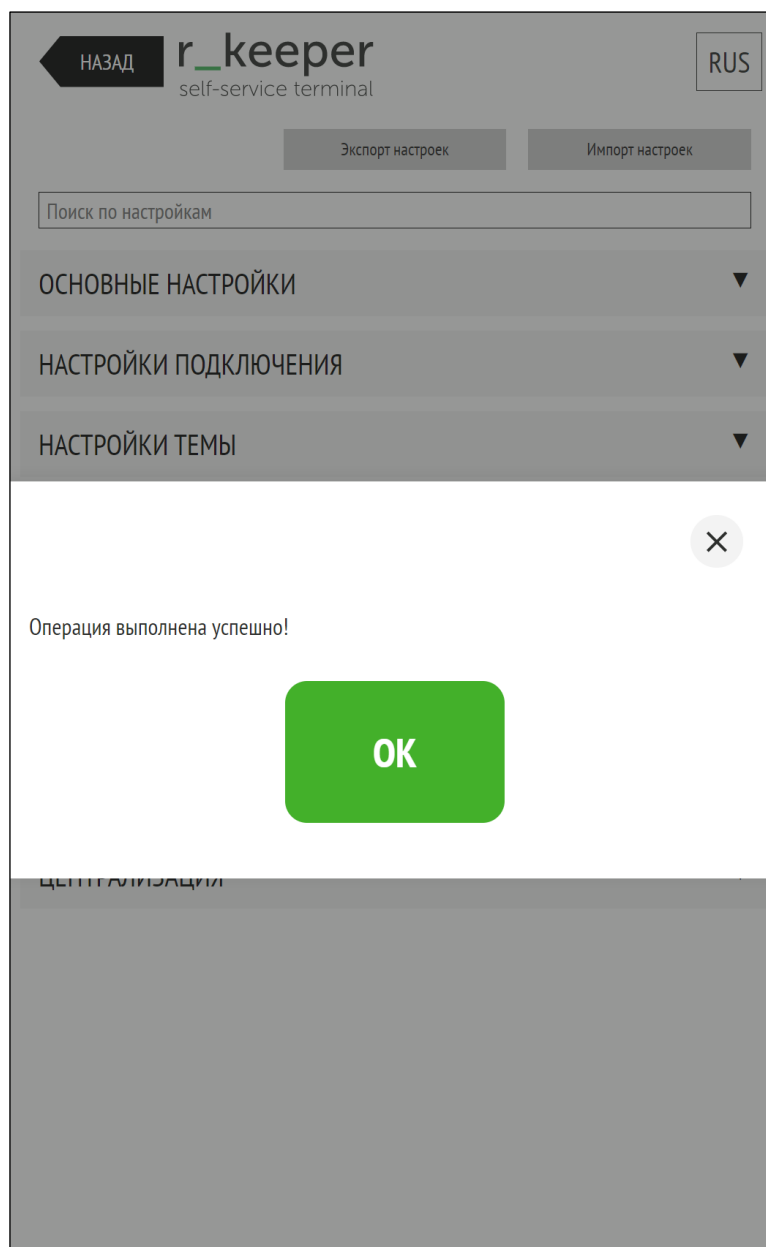 НАЗАД
r_keeper
self-service terminal
RUS
Экспорт настроек
Импорт настроек
Поиск по настройкам
ОСНОВНЫЕ НАСТРОЙКИ
НАСТРОЙКИ ПОДКЛЮЧЕНИЯ
НАСТРОЙКИ ТЕМЫ
Операция выполнена успешно!
OK
ЦЕНТРАЛИЗАЦИЯ